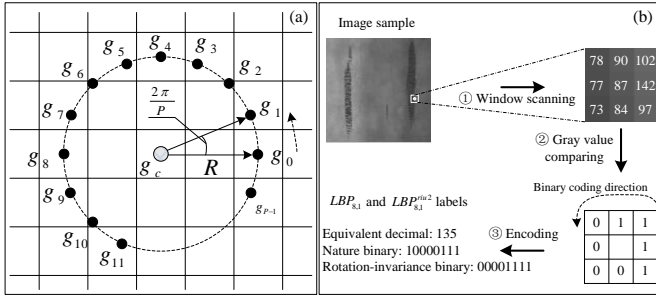 (a)
g4
g5
g3
g6
g2
2π
P
g7
g1
g8
gc
R
g0
g9
gP−1
g10
g11
(b)
Image sample
78 90 102
77 87 142
73 84 97
① Window scanning
② Gray value
comparing
Binary coding direction
0 1 1
0 1
0 0 1
LBP8,1 and LBP8,1^riu2 labels
③ Encoding
Equivalent decimal: 135
Nature binary: 10000111
Rotation-invariance binary: 00001111